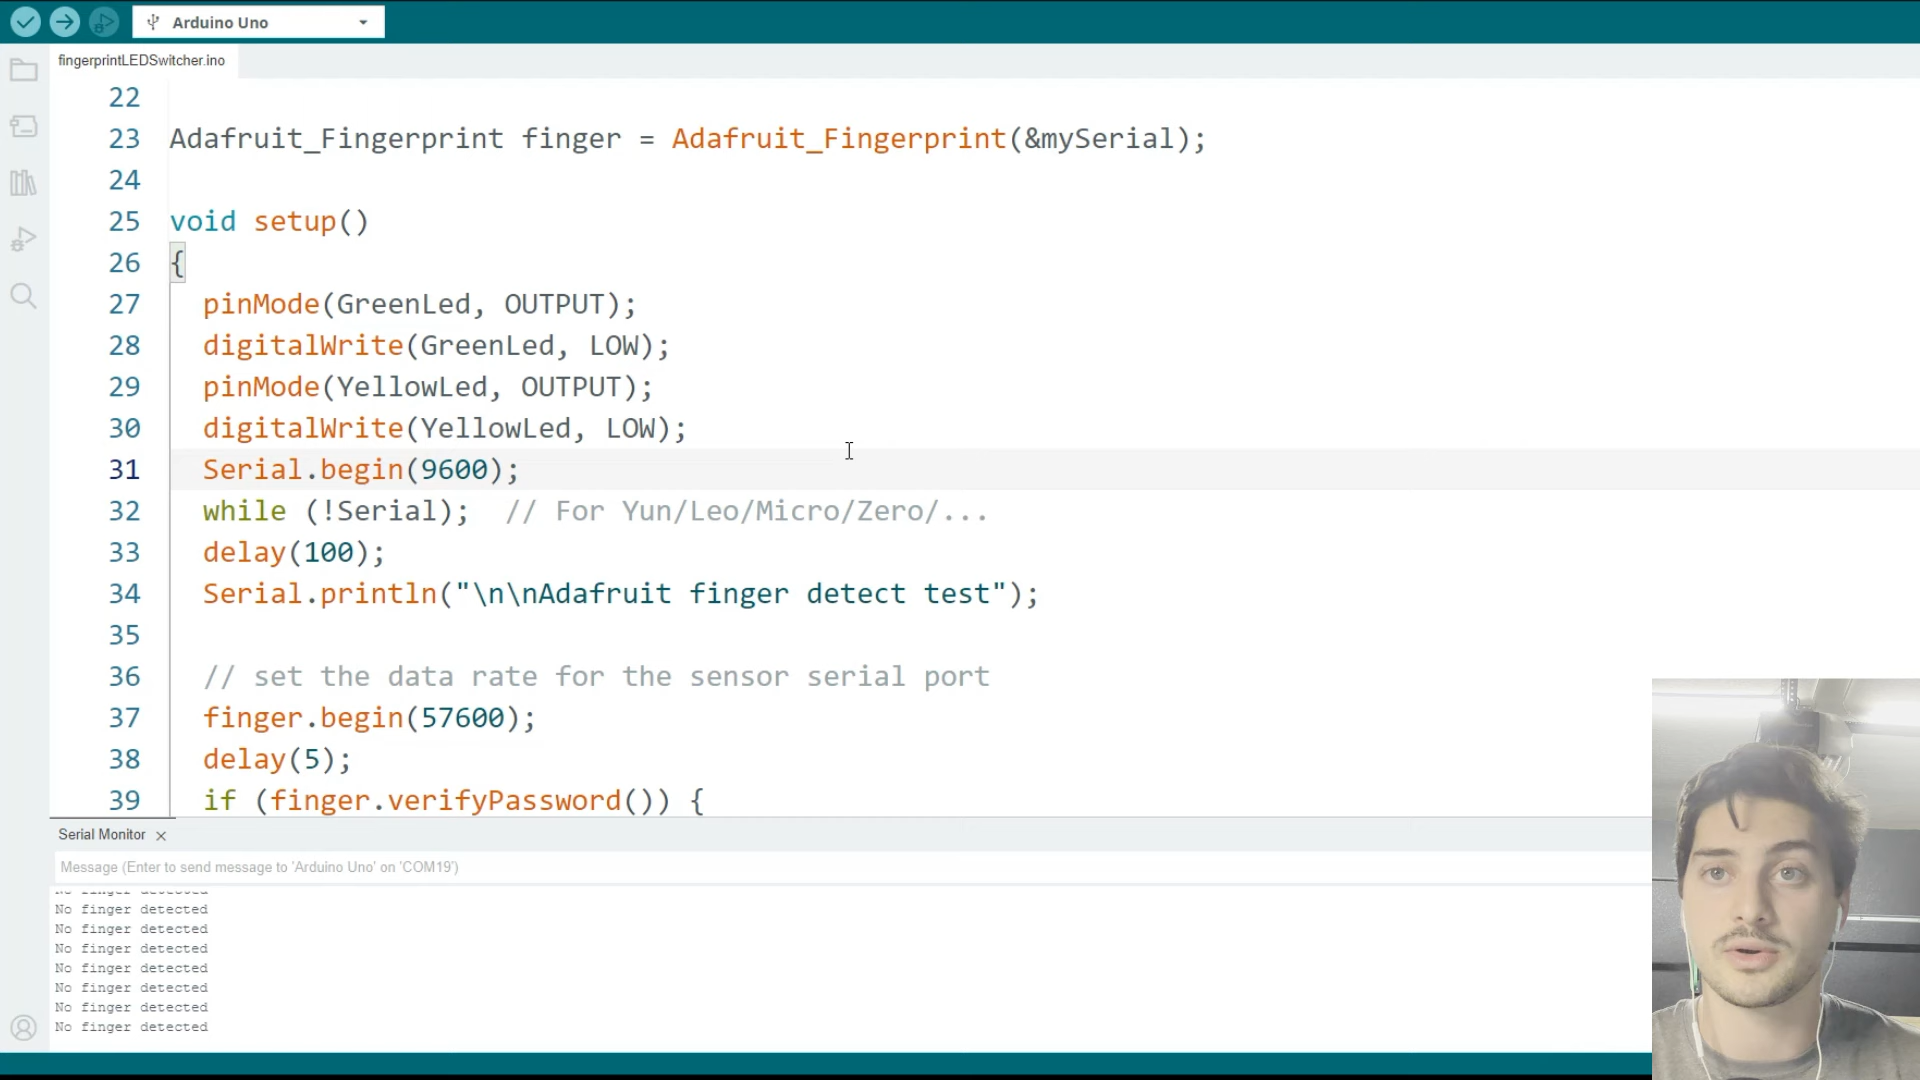 Arduino Uno
fingerprintLEDSwitcher.ino
22
23 Adafruit_Fingerprint finger = Adafruit_Fingerprint(&mySerial);
24
25 void setup()
26 {
27 pinMode(GreenLed, OUTPUT);
28 digitalWrite(GreenLed, LOW);
29 pinMode(YellowLed, OUTPUT);
30 digitalWrite(YellowLed, LOW);
31 Serial.begin(9600);
32 while (!Serial);  // For Yun/Leo/Micro/Zero/...
33 delay(100);
34 Serial.println("\n\nAdafruit finger detect test");
35
36 // set the data rate for the sensor serial port
37 finger.begin(57600);
38 delay(5);
39 if (finger.verifyPassword()) {
Serial Monitor
Message (Enter to send message to 'Arduino Uno' on 'COM19')
No finger detected
No finger detected
No finger detected
No finger detected
No finger detected
No finger detected
No finger detected
No finger detected